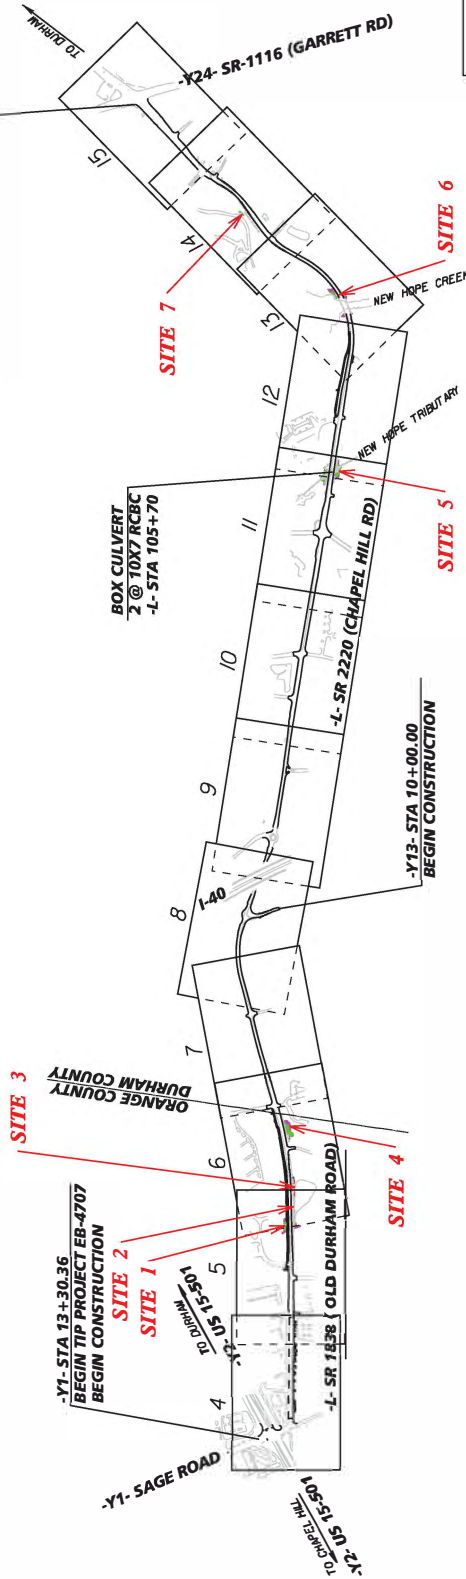 TO DURHAM
-Y24- SR-1116 (GARRETT RD)
15
14
13
SITE 7
SITE 6
NEW HOPE CREEK
12
NEW HOPE TRIBUTARY
SITE 5
BOX CULVERT
2 @ 10X7 RCBC
-L- STA 105+70
11
-L- SR 2220 (CHAPEL HILL RD)
10
9
-Y13- STA 10+00.00
BEGIN CONSTRUCTION
8
I-40
7
ORANGE COUNTY
DURHAM COUNTY
SITE 3
6
SITE 4
SITE 2
SITE 1
5
-Y1- STA 13+30.36
BEGIN TIP PROJECT EB-4707
BEGIN CONSTRUCTION
TO DURHAM
-Y2- US 15-501
-L- SR 1838 ( OLD DURHAM ROAD)
4
-Y1- SAGE ROAD
TO CHAPEL HILL
-Y2- US 15-501